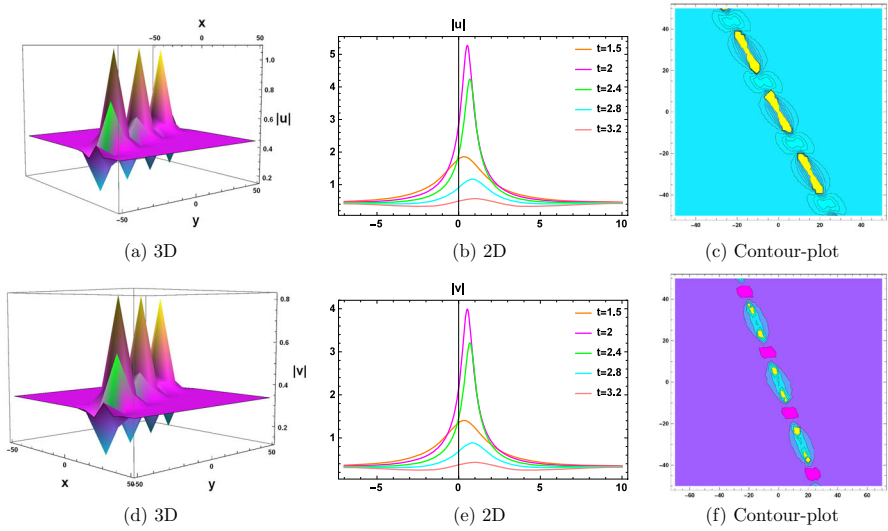 x
−50 0 50
1.0
0.8
0.6
0.4
0.2
|u|
−50 0 50
y
(a) 3D
|u|
5
4
3
2
1
−5 0 5 10
t=1.5
t=2
t=2.4
t=2.8
t=3.2
(b) 2D
40
20
0
−20
−40
−60 −40 −20 0 20 40
(c) Contour-plot
0.8
0.6
0.4
0.2
|v|
−50 0 50
x
−50 0 50
y
(d) 3D
|v|
4
3
2
1
−5 0 5 10
t=1.5
t=2
t=2.4
t=2.8
t=3.2
(e) 2D
40
20
0
−20
−40
−60 −40 −20 0 20 40 60
(f) Contour-plot